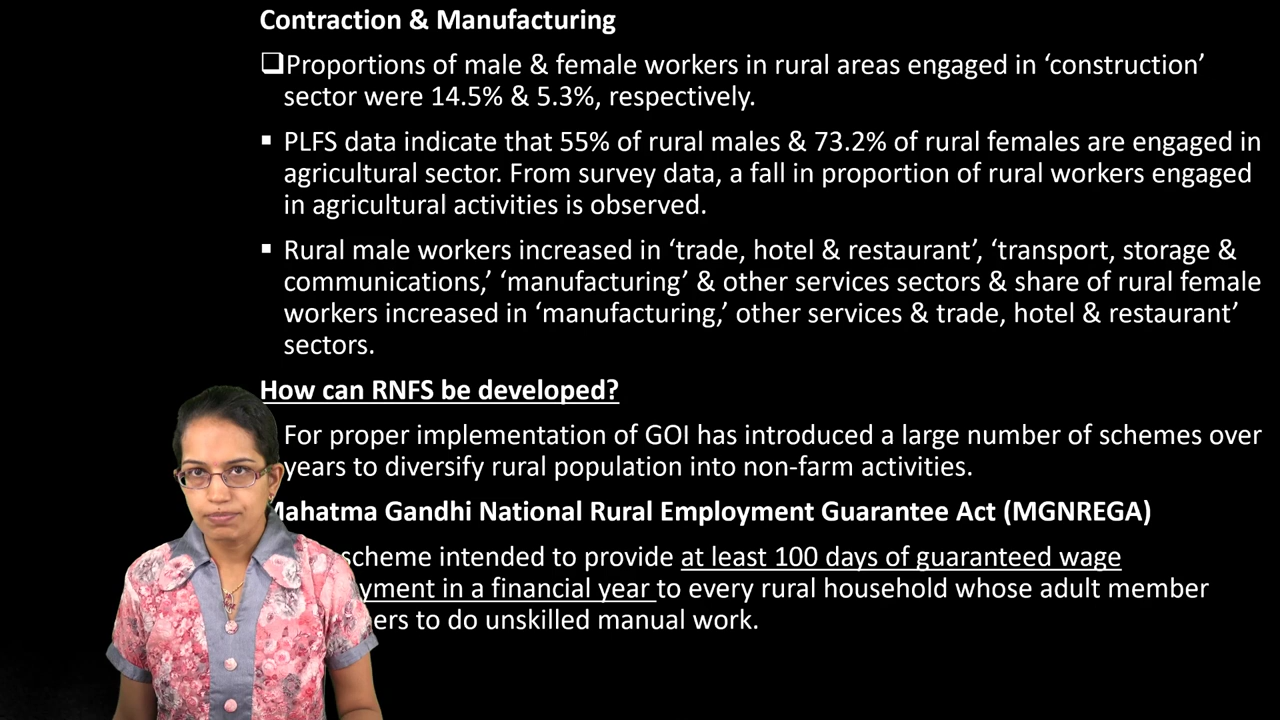 Contraction & Manufacturing
❑Proportions of male & female workers in rural areas engaged in ‘construction’
sector were 14.5% & 5.3%, respectively.
▪ PLFS data indicate that 55% of rural males & 73.2% of rural females are engaged in
agricultural sector. From survey data, a fall in proportion of rural workers engaged
in agricultural activities is observed.
▪ Rural male workers increased in ‘trade, hotel & restaurant’, ‘transport, storage &
communications,’ ‘manufacturing’ & other services sectors & share of rural female
workers increased in ‘manufacturing,’ other services & trade, hotel & restaurant’
sectors.
How can RNFS be developed?
For proper implementation of GOI has introduced a large number of schemes over
years to diversify rural population into non-farm activities.
Mahatma Gandhi National Rural Employment Guarantee Act (MGNREGA)
scheme intended to provide at least 100 days of guaranteed wage
yment in a financial year to every rural household whose adult member
ers to do unskilled manual work.